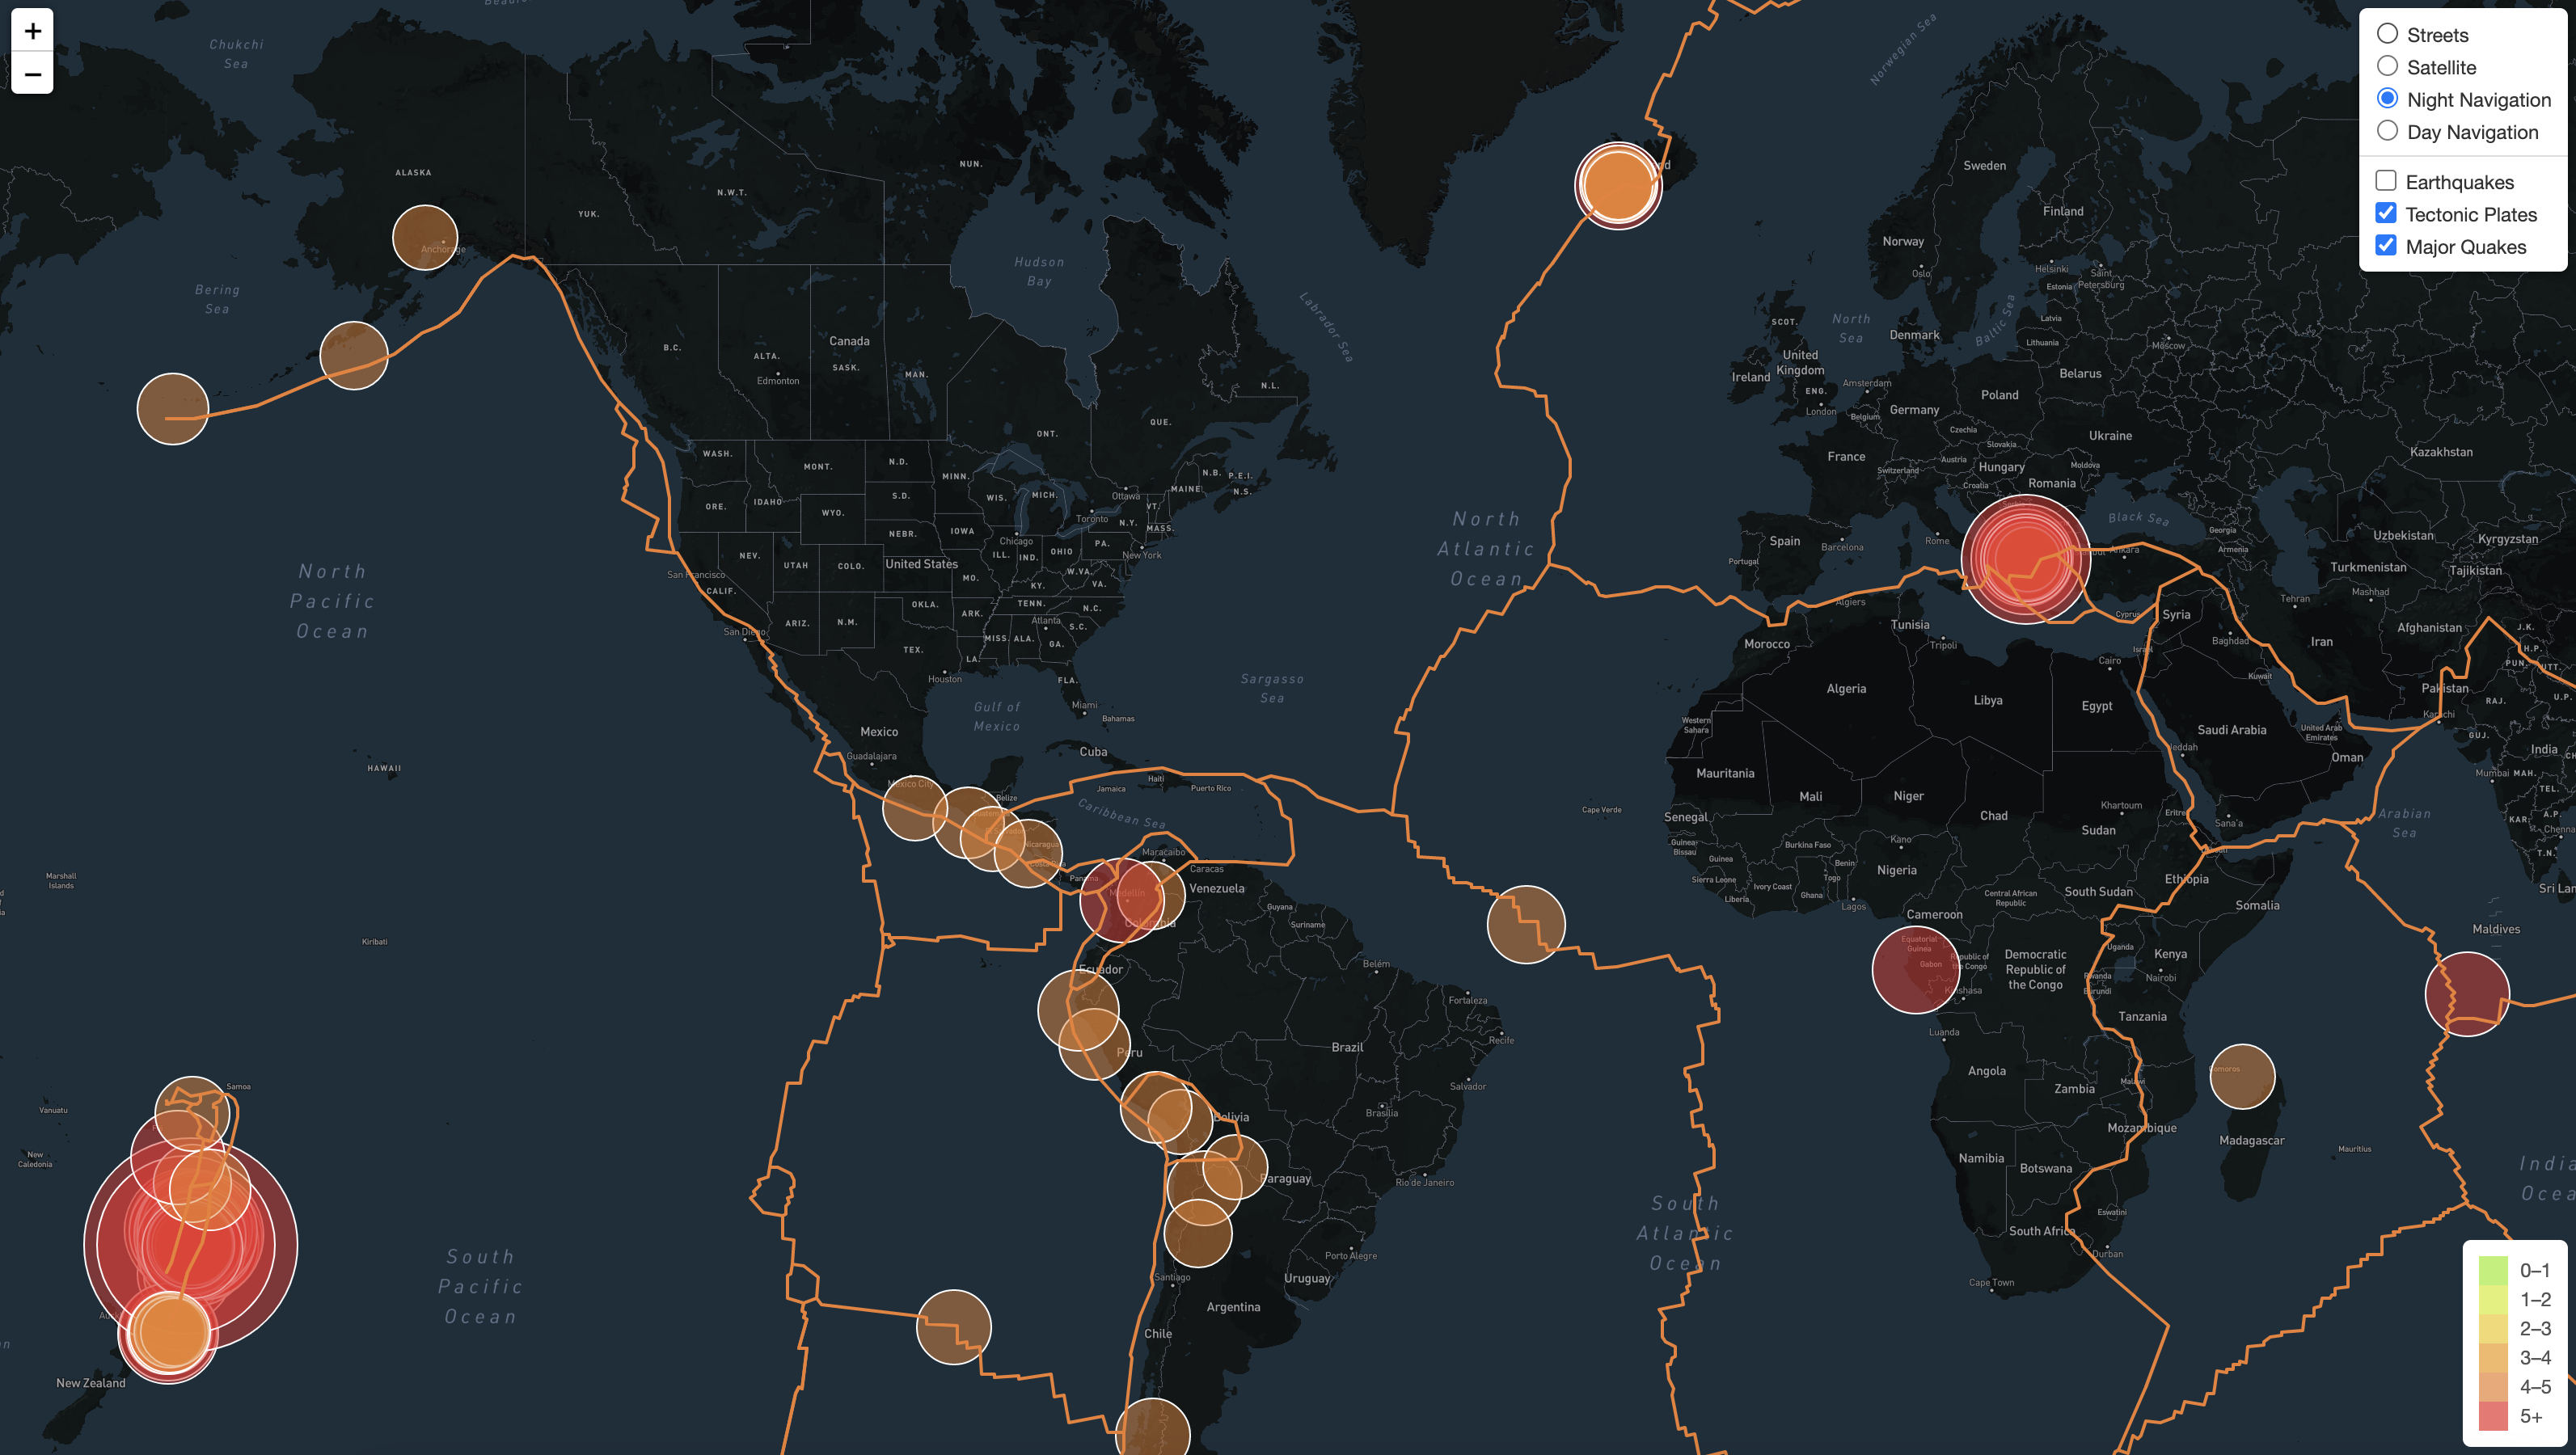 +
−
Streets
Satellite
Night Navigation
Day Navigation
Earthquakes
Tectonic Plates
Major Quakes
Chukchi
Sea
Norwegian Sea
ALASKA
Anchorage
NUN.
N.W.T.
YUK.
Sweden
Finland
Norway
Oslo
Helsinki
Saint
Petersburg
Estonia
Latvia
Lithuania
Moscow
Baltic Sea
Bering
Sea
Hudson
Bay
Labrador Sea
SCOT.
North
Sea
Denmark
United
Kingdom
Ireland
ENG.
London
Amsterdam
Belgium
Belarus
Poland
Germany
Czechia
Slovakia
Ukraine
Kazakhstan
B.C.
Canada
ALTA.
SASK.
MAN.
Edmonton
N.L.
QUE.
ONT.
France
Switzerland
Austria
Hungary
Moldova
Croatia
Romania
WASH.
MONT.
N.D.
MINN.
N.B.
P.E.I.
MAINE
N.S.
ORE.
IDAHO
S.D.
WIS.
MICH.
Ottawa
VT.
WYO.
Toronto
N.Y.
MASS.
NEBR.
IOWA
Chicago
ILL.
IND.
OHIO
PA.
New York
NEV.
UTAH
COLO.
United States
MO.
KY.
W.VA.
VA.
San Francisco
CALIF.
OKLA.
ARK.
TENN.
N.C.
ARIZ.
N.M.
Atlanta
S.C.
San Diego
MISS.
ALA.
GA.
TEX.
LA.
Houston
FLA.
North
Pacific
Ocean
North
Atlantic
Ocean
Spain
Barcelona
Rome
Portugal
Black Sea
Georgia
Armenia
Ankara
Uzbekistan
Kyrgyzstan
Turkmenistan
Tajikistan
Mashhad
Tehran
Algiers
Cyprus
Syria
Tunisia
Tripoli
Morocco
Israel
Baghdad
Iran
Afghanistan
J.K.
H.P.
PUN.
U.P.
Cairo
Kuwait
Pakistan
Karachi
RAJ.
GUJ.
India
Mumbai
MAH.
TEL.
A.P.
KAR.
Chenna
T.N.
Sri Lan
Algeria
Libya
Egypt
Saudi Arabia
United Arab
Emirates
Oman
Jeddah
Western
Sahara
Sargasso
Sea
Gulf of
Mexico
Miami
Bahamas
Mexico
Guadalajara
Mexico City
Cuba
HAWAII
Haiti
Jamaica
Puerto Rico
Belize
Caribbean Sea
Nicaragua
Panama
Maracaibo
Caracas
Venezuela
Medellín
Colombia
Guyana
Suriname
Cape Verde
Mauritania
Mali
Niger
Chad
Khartoum
Sudan
Sana'a
Arabian
Sea
Senegal
Guinea-
Bissau
Guinea
Burkina Faso
Kano
Benin
Togo
Nigeria
Sierra Leone
Ivory Coast
Ghana
Liberia
Lagos
Central African
Republic
South Sudan
Ethiopia
Somalia
Cameroon
Equatorial
Guinea
Gabon
Republic of
the Congo
Democratic
Republic of
the Congo
Kinshasa
Uganda
Kenya
Nairobi
Rwanda
Burundi
Tanzania
Maldives
Marshall
Islands
Kiribati
Ecuador
Belém
Fortaleza
Recife
Peru
Brazil
Salvador
Brasília
Luanda
Angola
Zambia
Malawi
Comoros
Mozambique
Madagascar
Mauritius
Samoa
Vanuatu
New
Caledonia
Bolivia
Paraguay
Rio de Janeiro
Namibia
Botswana
Eswatini
South Africa
Durban
Cape Town
South
Pacific
Ocean
South
Atlantic
Ocean
India
Ocea
Porto Alegre
Santiago
Uruguay
Argentina
Chile
New Zealand
0–1
1–2
2–3
3–4
4–5
5+